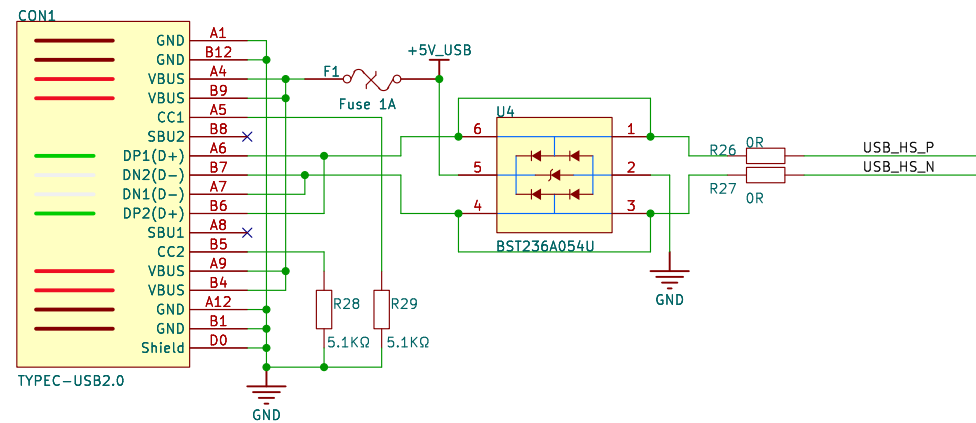 CON1
GND A1
GND B12
VBUS A4
VBUS B9
CC1 A5
SBU2 B8
DP1(D+) A6
DN2(D-) B7
DN1(D-) A7
DP2(D+) B6
SBU1 A8
CC2 B5
VBUS A9
VBUS B4
GND A12
GND B1
Shield D0
TYPEC-USB2.0
GND
F1
Fuse 1A
+5V_USB
R28
5.1KΩ
R29
5.1KΩ
U4
6 1
5 2
4 3
BST236A054U
GND
R26 0R
R27 0R
USB_HS_P
USB_HS_N